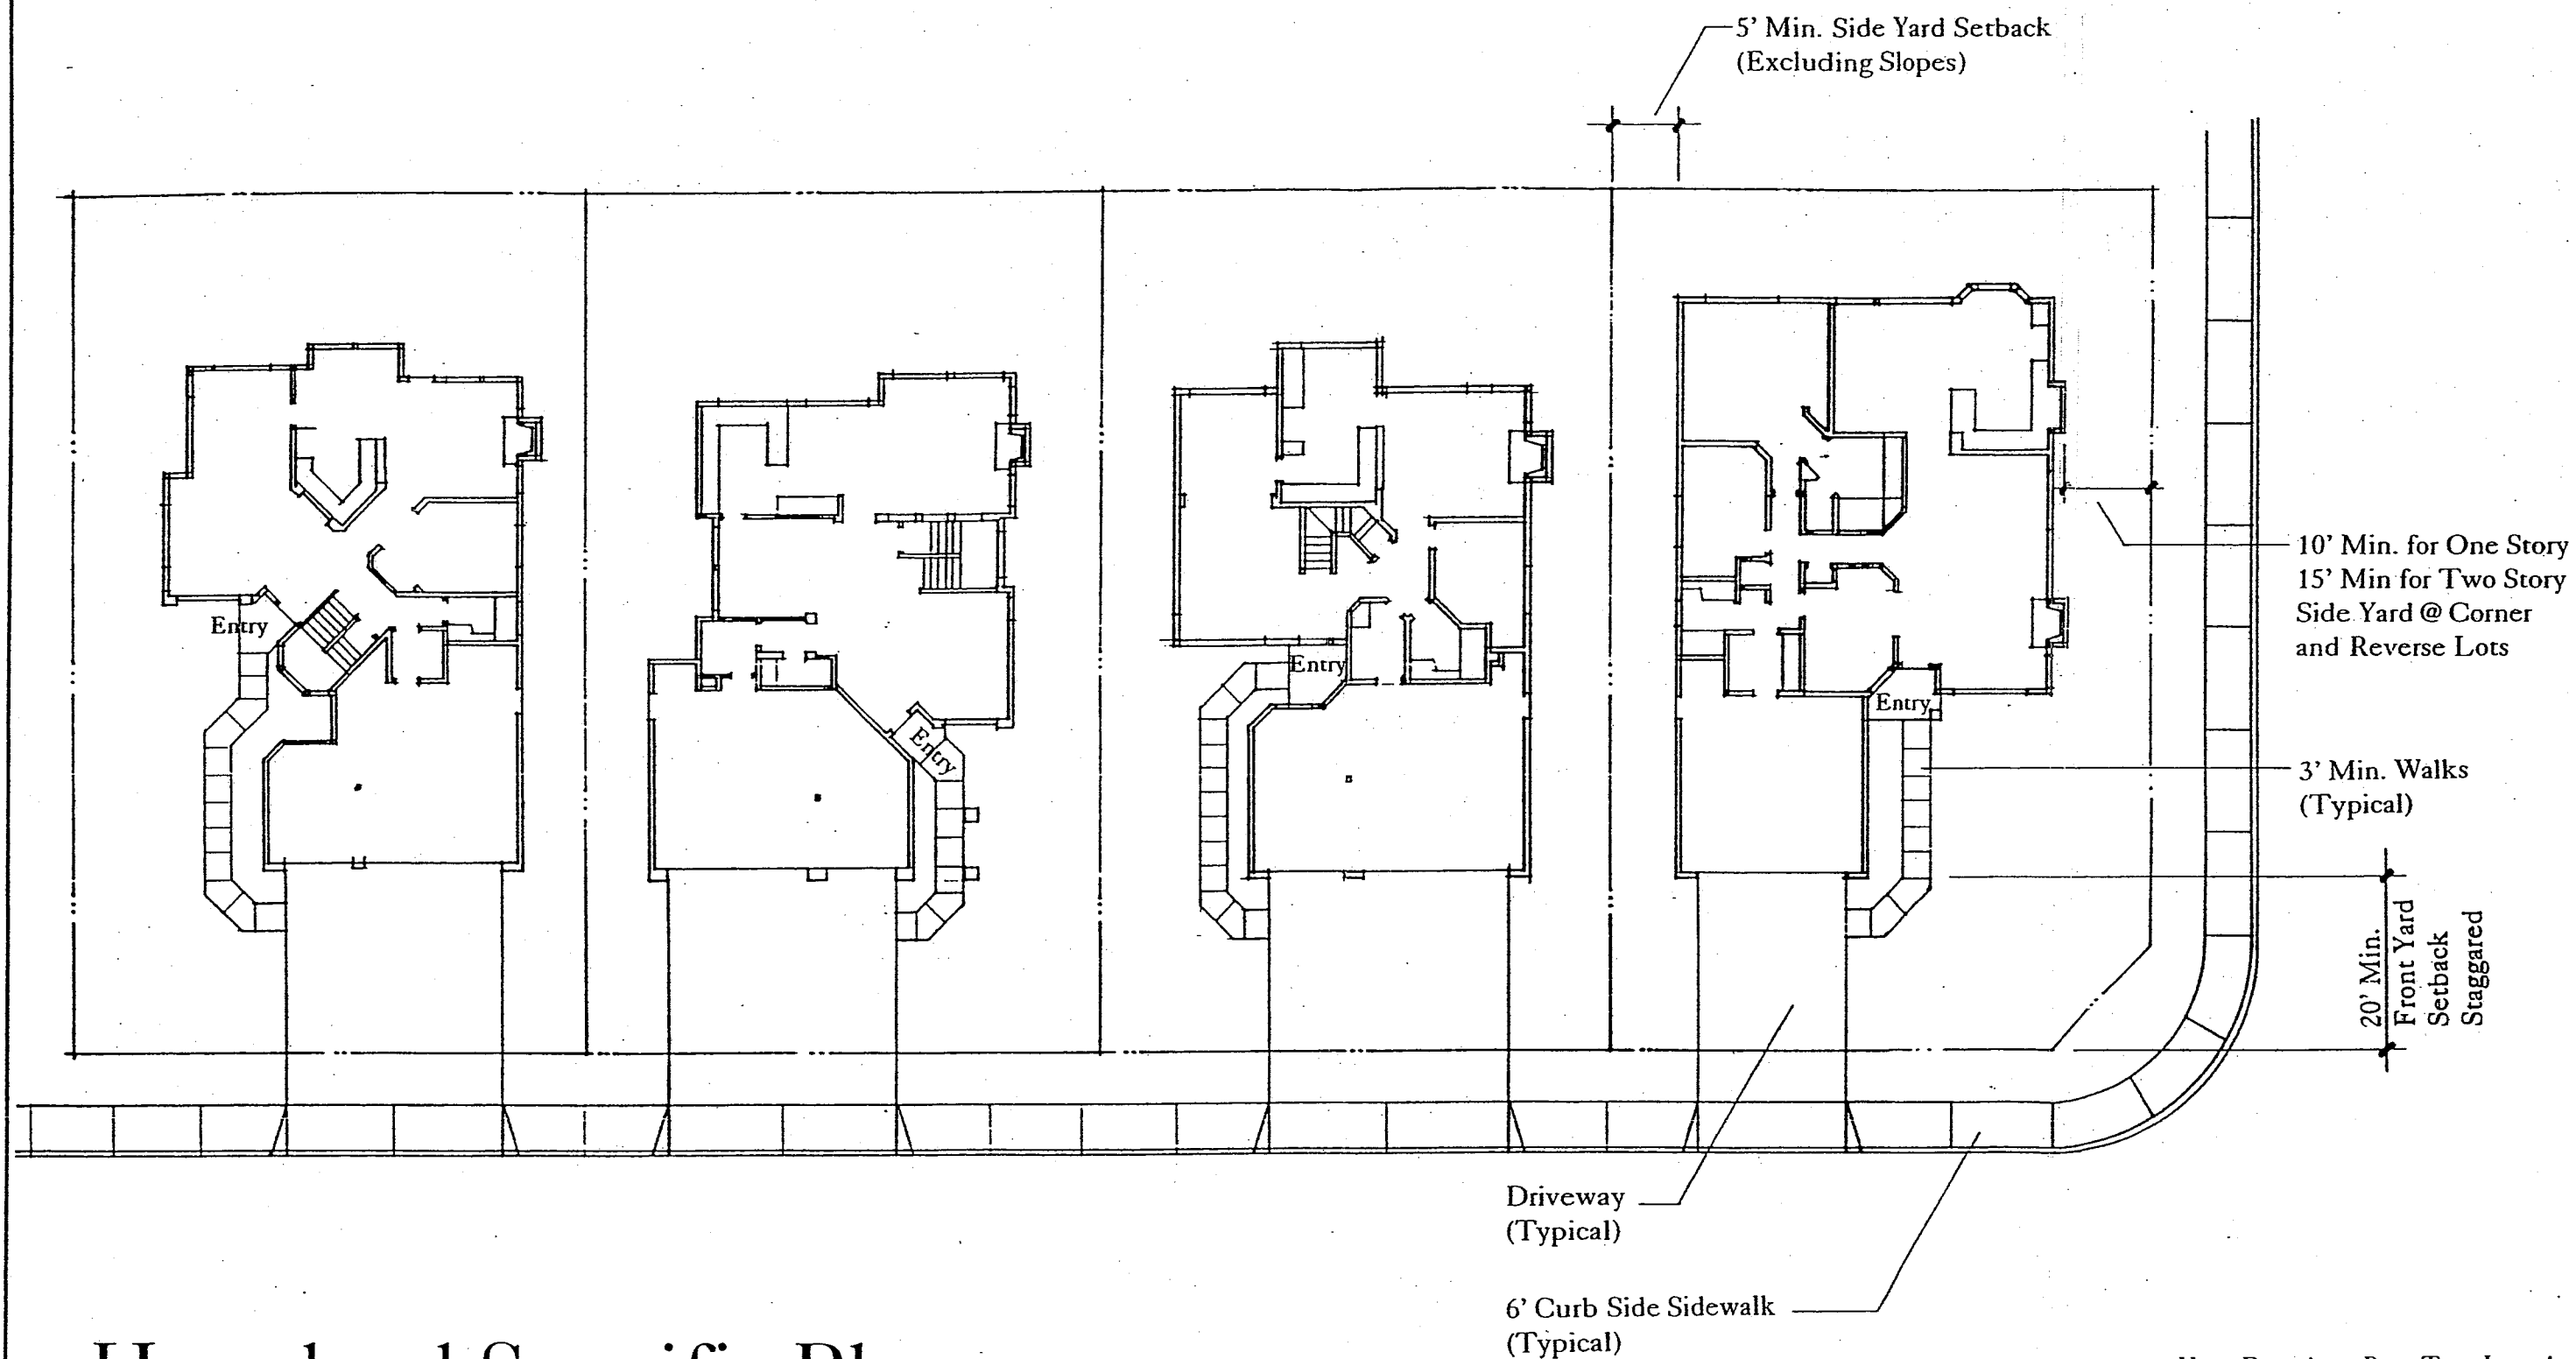 5' Min. Side Yard Setback
(Excluding Slopes)
10' Min. for One Story
15' Min for Two Story
Side Yard @ Corner
and Reverse Lots
Entry
Entry
Entry
Entry
3' Min. Walks
(Typical)
20' Min.
Front Yard
Setback
Staggared
Driveway
(Typical)
6' Curb Side Sidewalk
(Typical)